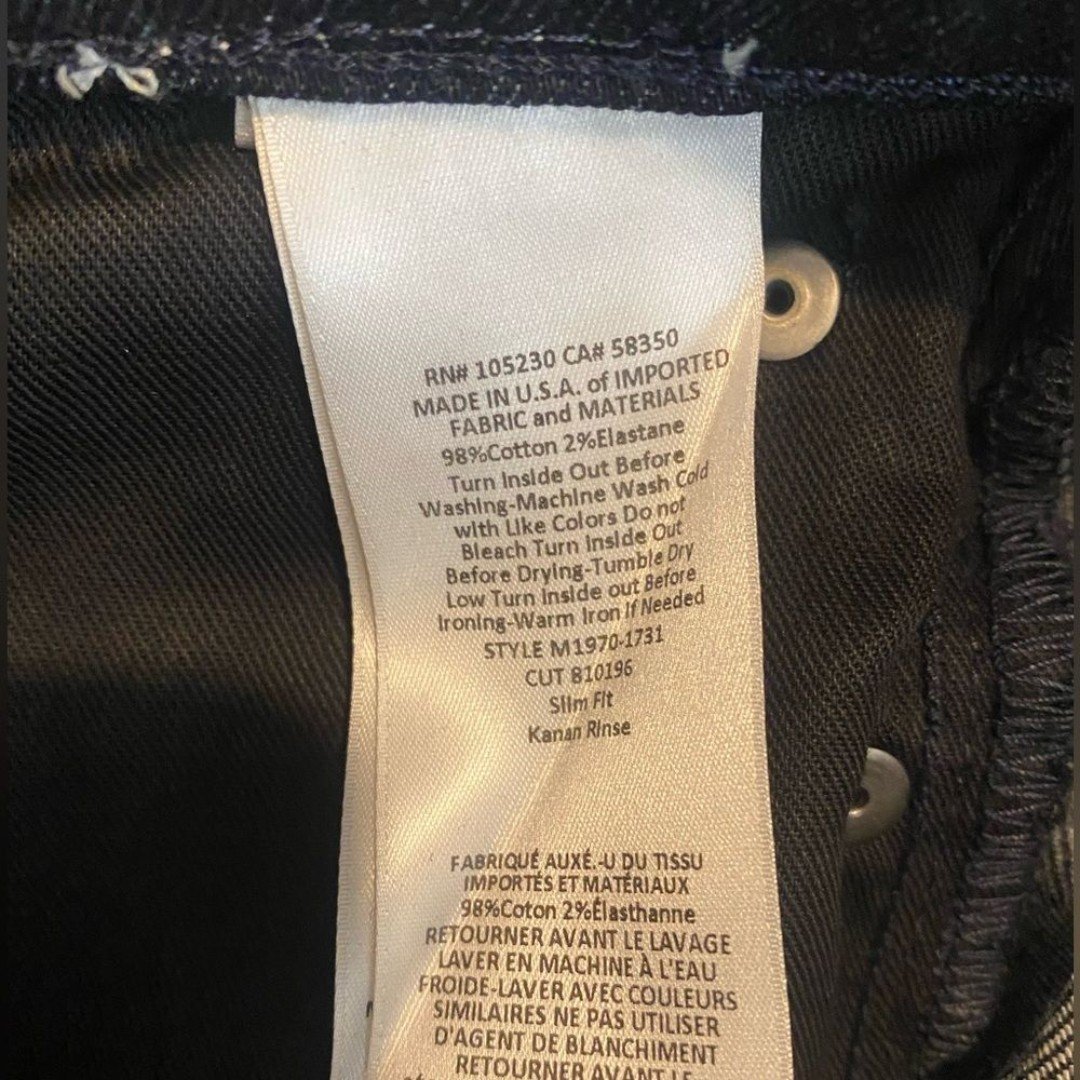 RN# 105230 CA# 58350
MADE IN U.S.A. of IMPORTED
FABRIC and MATERIALS
98%Cotton 2%Elastane
Turn Inside Out Before
Washing-Machine Wash Cold
with Like Colors Do not
Bleach Turn Inside Out
Before Drying-Tumble Dry
Low Turn Inside out Before
Ironing-Warm Iron If Needed
STYLE M1970-1731
CUT 810196
Slim Fit
Kanan Rinse
FABRIQUÉ AUXÉ.-U DU TISSU
IMPORTÉS ET MATÉRIAUX
98%Coton 2%Élasthanne
RETOURNER AVANT LE LAVAGE
LAVER EN MACHINE À L'EAU
FROIDE-LAVER AVEC COULEURS
SIMILAIRES NE PAS UTILISER
D'AGENT DE BLANCHIMENT
RETOURNER AVANT LE